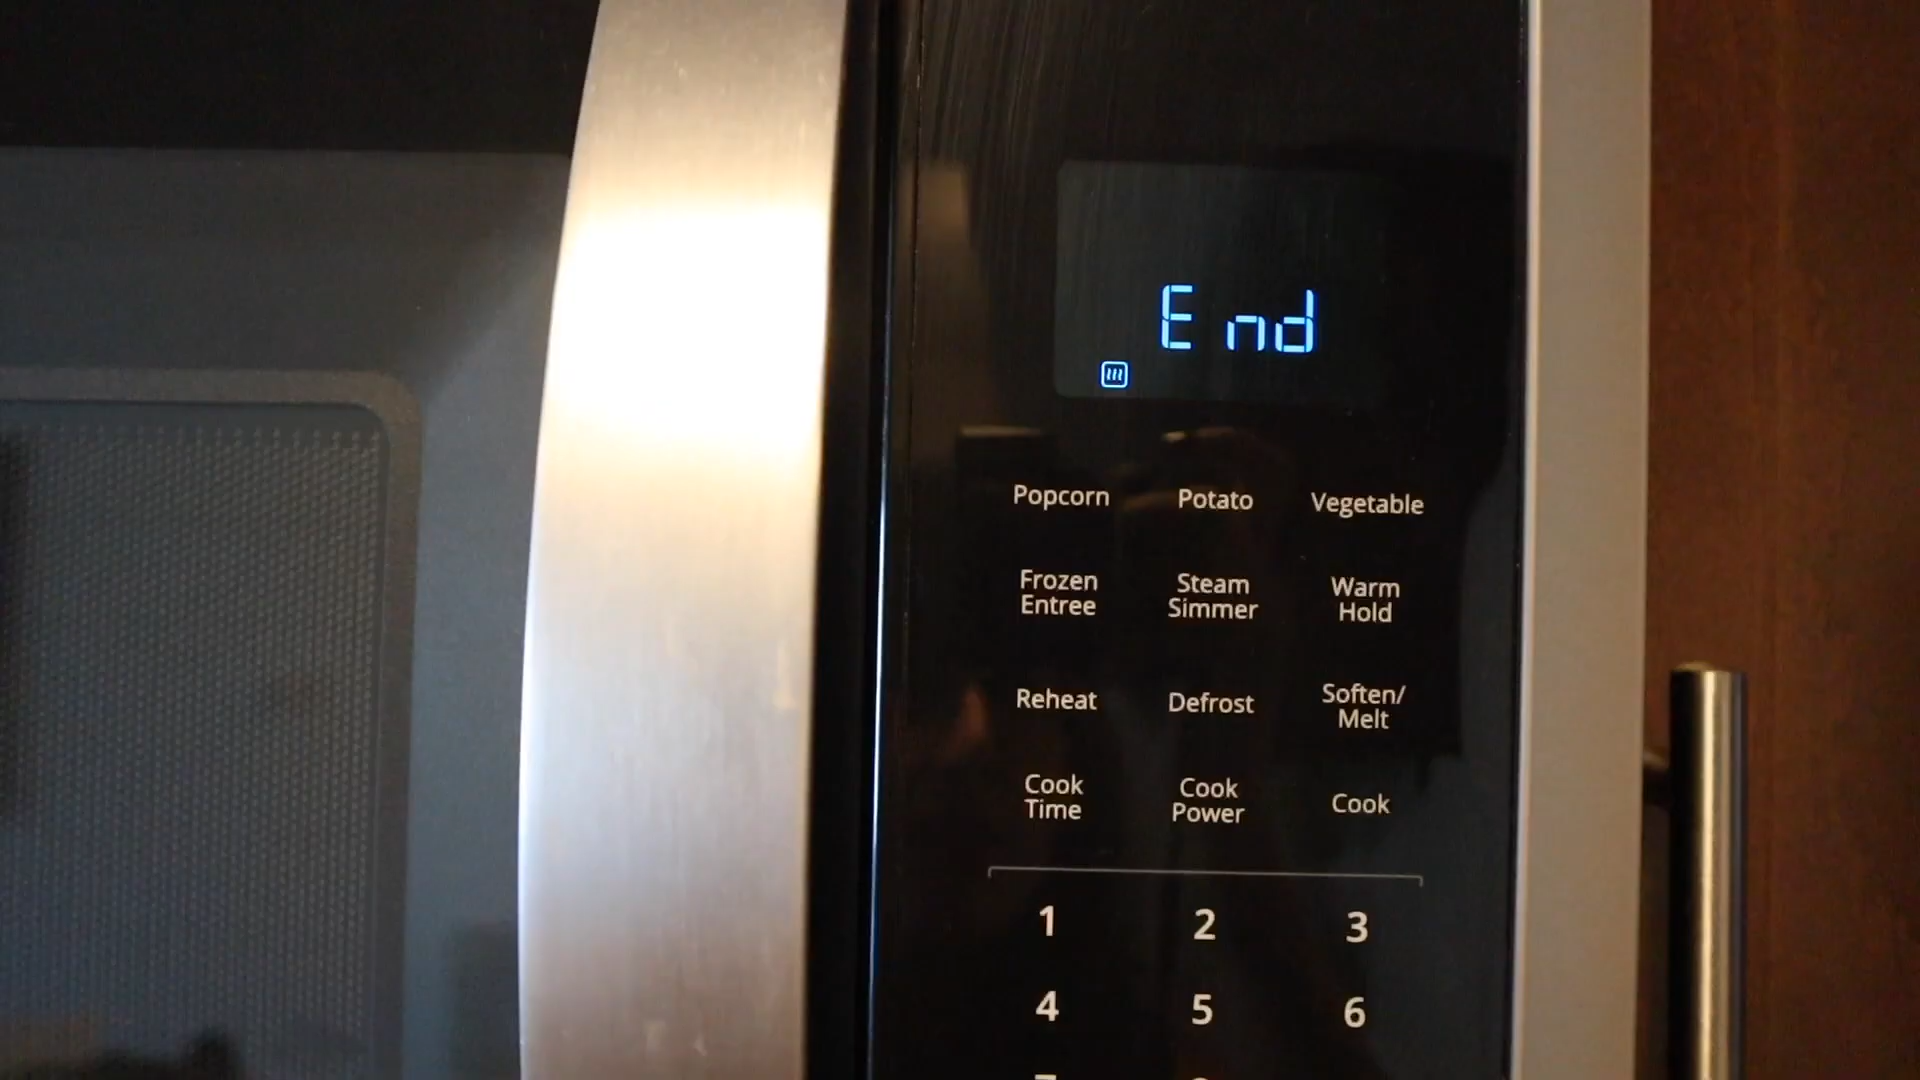 End
Popcorn Potato Vegetable
Frozen Entree
Steam Simmer
Warm Hold
Reheat Defrost Soften/ Melt
Cook Time
Cook Power
Cook
1 2 3
4 5 6